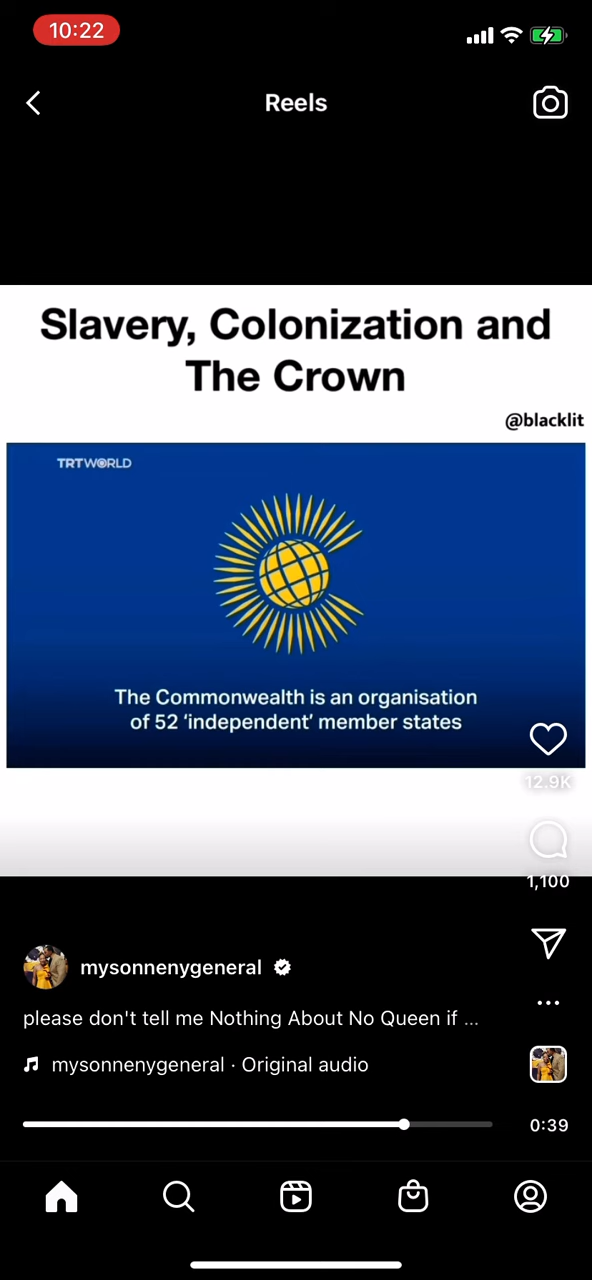 10:22
Reels
Slavery, Colonization and
The Crown
@blacklit
TRTWORLD
The Commonwealth is an organisation
of 52 ‘independent’ member states
12.9K
1,100
mysonnenygeneral
please don't tell me Nothing About No Queen if ...
mysonnenygeneral · Original audio
0:39